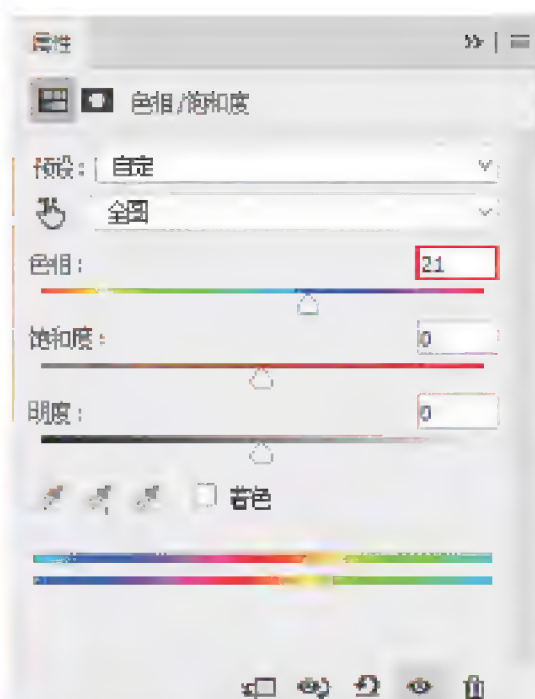 属性
色相/饱和度
预设: 自定
全图
色相: 21
饱和度: 0
明度: 0
着色